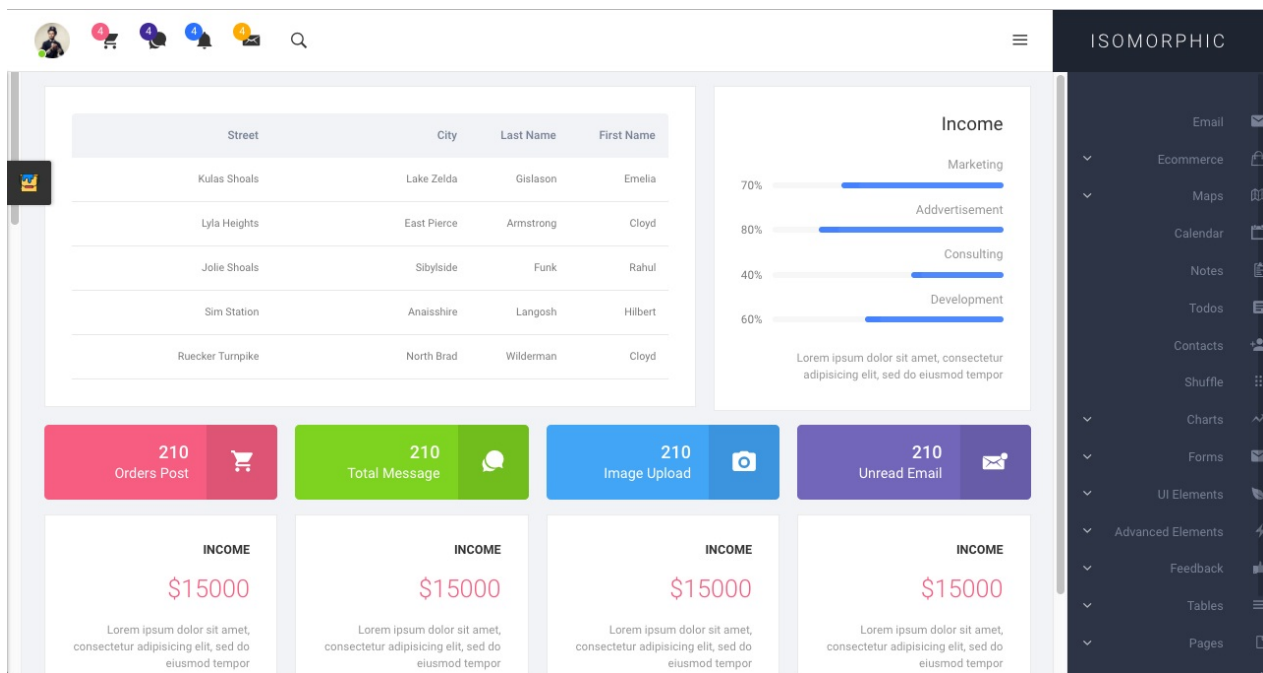 4 4 4 4
ISOMORPHIC
Street City Last Name First Name
Kulas Shoals Lake Zelda Gislason Emelia
Lyla Heights East Pierce Armstrong Cloyd
Jolie Shoals Sibylside Funk Rahul
Sim Station Anaisshire Langosh Hilbert
Ruecker Turnpike North Brad Wilderman Cloyd
Income
Marketing
70%
Addvertisement
80%
Consulting
40%
Development
60%
Lorem ipsum dolor sit amet, consectetur
adipisicing elit, sed do eiusmod tempor
210
Orders Post
210
Total Message
210
Image Upload
210
Unread Email
INCOME
$15000
Lorem ipsum dolor sit amet,
consectetur adipisicing elit, sed do
eiusmod tempor
INCOME
$15000
Lorem ipsum dolor sit amet,
consectetur adipisicing elit, sed do
eiusmod tempor
INCOME
$15000
Lorem ipsum dolor sit amet,
consectetur adipisicing elit, sed do
eiusmod tempor
INCOME
$15000
Lorem ipsum dolor sit amet,
consectetur adipisicing elit, sed do
eiusmod tempor
Email
Ecommerce
Maps
Calendar
Notes
Todos
Contacts
Shuffle
Charts
Forms
UI Elements
Advanced Elements
Feedback
Tables
Pages